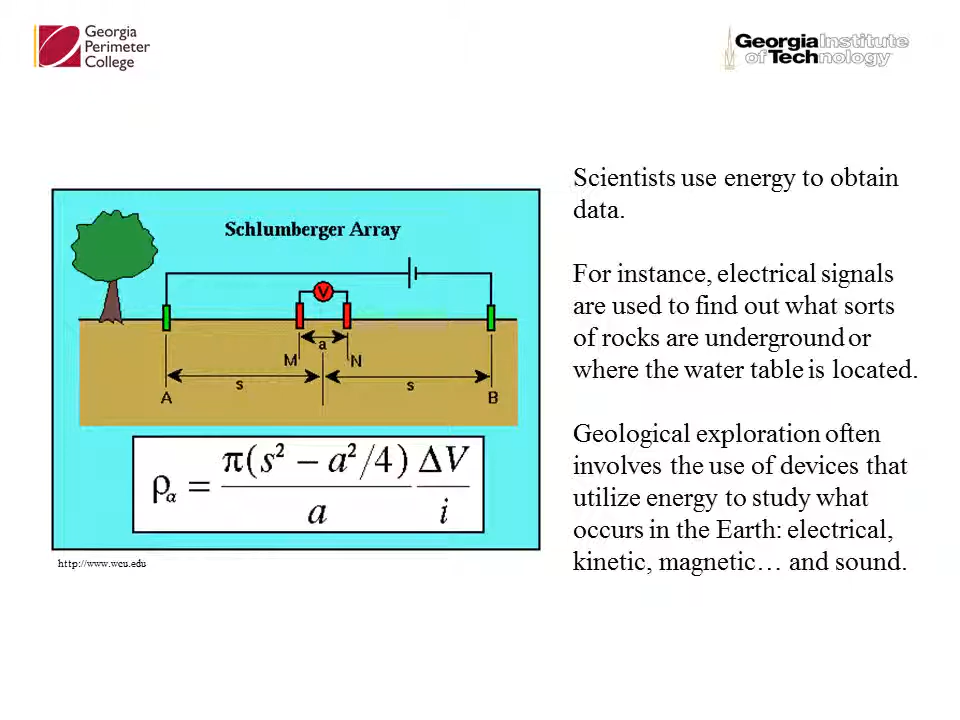 Georgia
Perimeter
College
Georgia Institute
of Technology
Schlumberger Array
V
a
M
N
s
s
A
B
ρα = π(s² − a²/4) / a ΔV / i
http://www.wcu.edu
Scientists use energy to obtain
data.
For instance, electrical signals
are used to find out what sorts
of rocks are underground or
where the water table is located.
Geological exploration often
involves the use of devices that
utilize energy to study what
occurs in the Earth: electrical,
kinetic, magnetic… and sound.